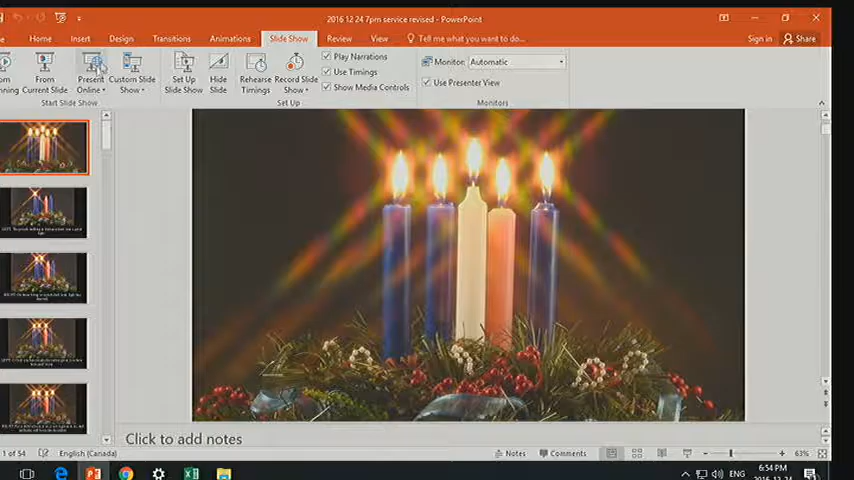 2016 12 24 7pm service revised - PowerPoint
Home Insert Design Transitions Animations Slide Show Review View Tell me what you want to do... Sign in Share
From Current Slide
Present Online
Custom Slide Show
Set Up Slide Show
Hide Slide
Rehearse Timings
Record Slide Show
Play Narrations
Use Timings
Show Media Controls
Monitor: Automatic
Use Presenter View
Start Slide Show Set Up Monitors
Click to add notes
1 of 54 English (Canada) Notes Comments 63%
ENG 6:54 PM
2016-12-24